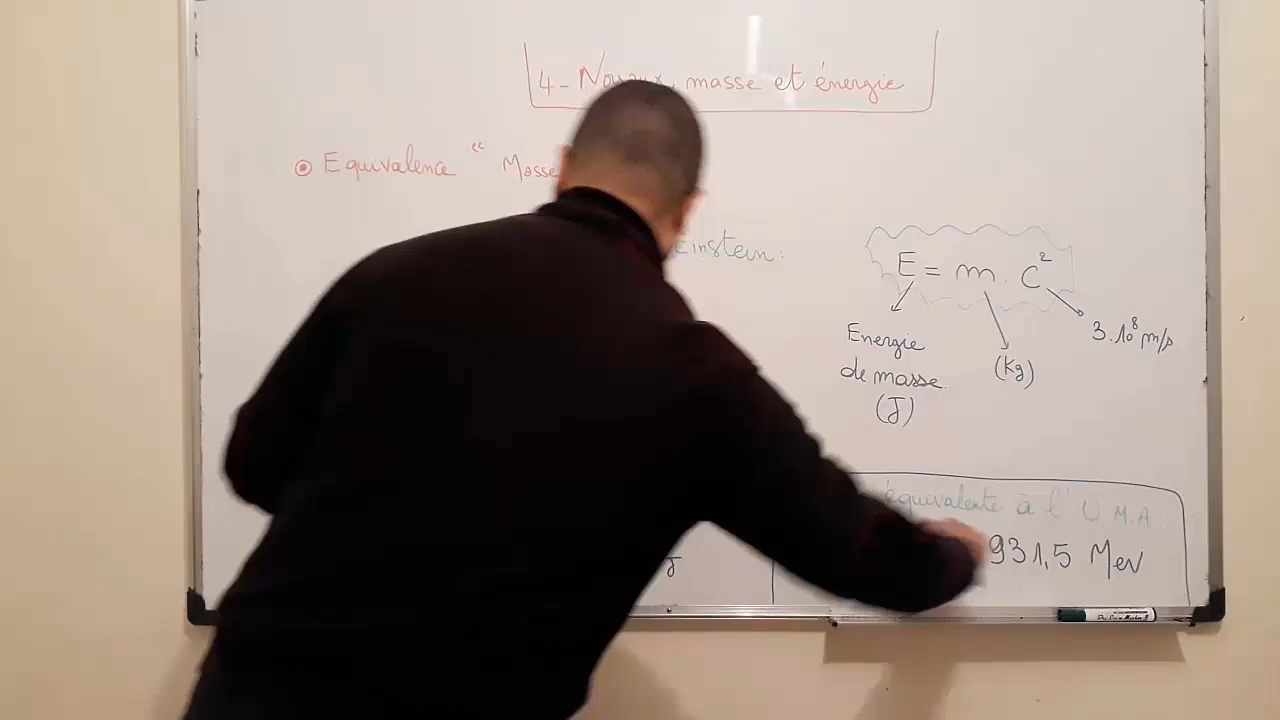 4- Noyaux, masse et énergie
Equivalence " Masse
Einstein:
E = m. C²
Energie
de masse.
(J)
(Kg)
3.10⁸ m/s
équivalente à l' U M.A :
931,5 Mev
J